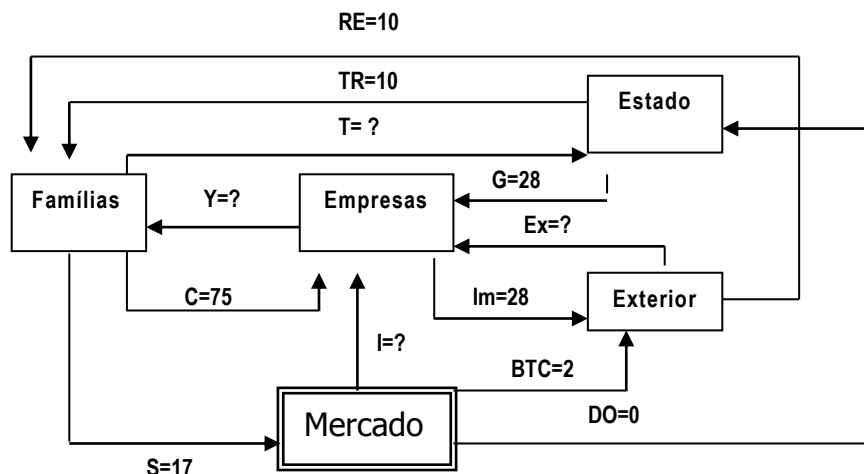 RE=10
TR=10
Estado
T= ?
G=28
Famílias
Y=?
Empresas
Ex=?
C=75
Im=28
Exterior
I=?
BTC=2
Mercado
DO=0
S=17